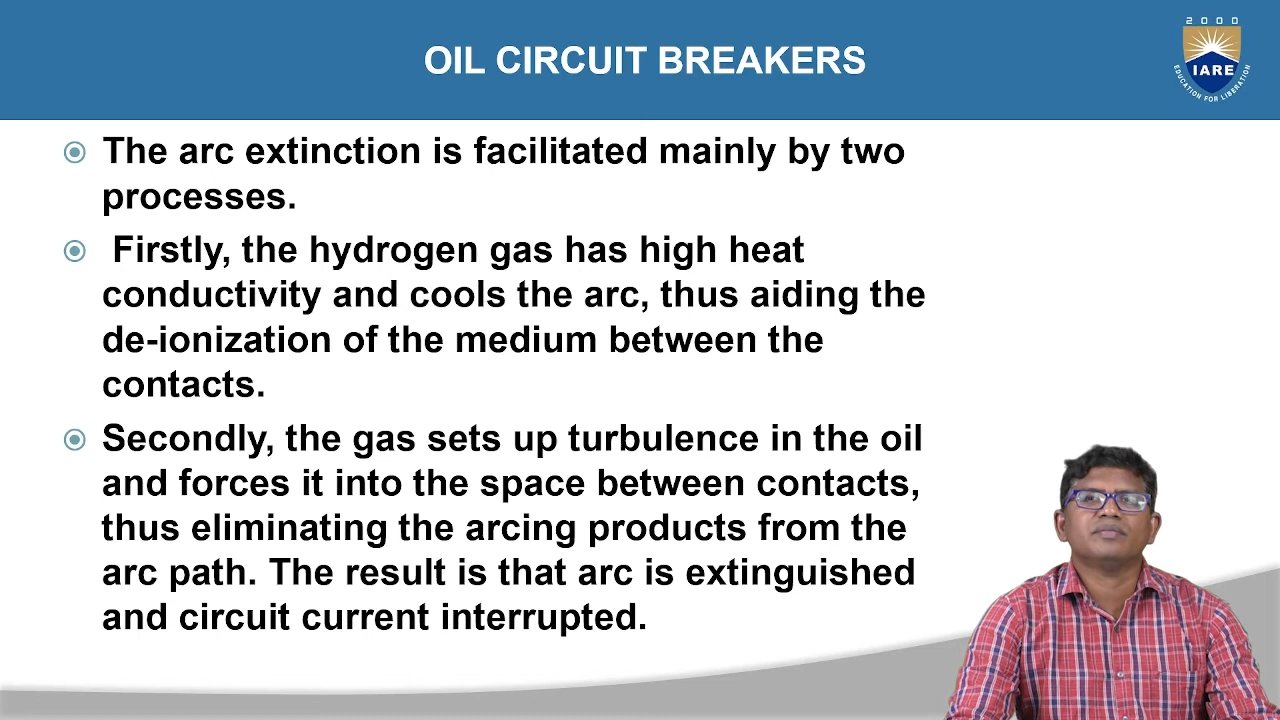 OIL CIRCUIT BREAKERS
2000
IARE
EDUCATION FOR LIBERATION
The arc extinction is facilitated mainly by two
processes.
Firstly, the hydrogen gas has high heat
conductivity and cools the arc, thus aiding the
de-ionization of the medium between the
contacts.
Secondly, the gas sets up turbulence in the oil
and forces it into the space between contacts,
thus eliminating the arcing products from the
arc path. The result is that arc is extinguished
and circuit current interrupted.